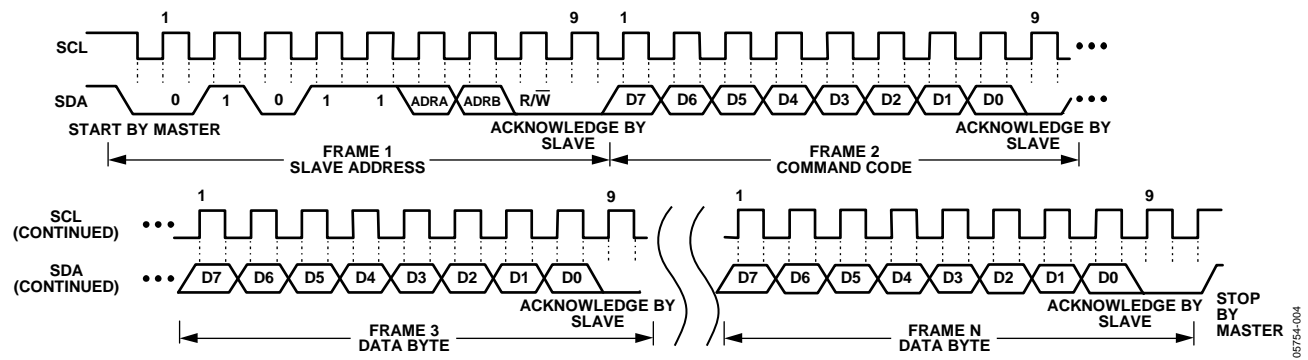 1 9 1 9
SCL
SDA 0 1 0 1 1 ADRA ADRB R/W̅ D7 D6 D5 D4 D3 D2 D1 D0
START BY MASTER ACKNOWLEDGE BY SLAVE ACKNOWLEDGE BY SLAVE
FRAME 1 SLAVE ADDRESS FRAME 2 COMMAND CODE
1 9 1 9
SCL (CONTINUED)
SDA (CONTINUED) D7 D6 D5 D4 D3 D2 D1 D0 D7 D6 D5 D4 D3 D2 D1 D0
ACKNOWLEDGE BY SLAVE ACKNOWLEDGE BY SLAVE STOP BY MASTER
FRAME 3 DATA BYTE FRAME N DATA BYTE
05754-004